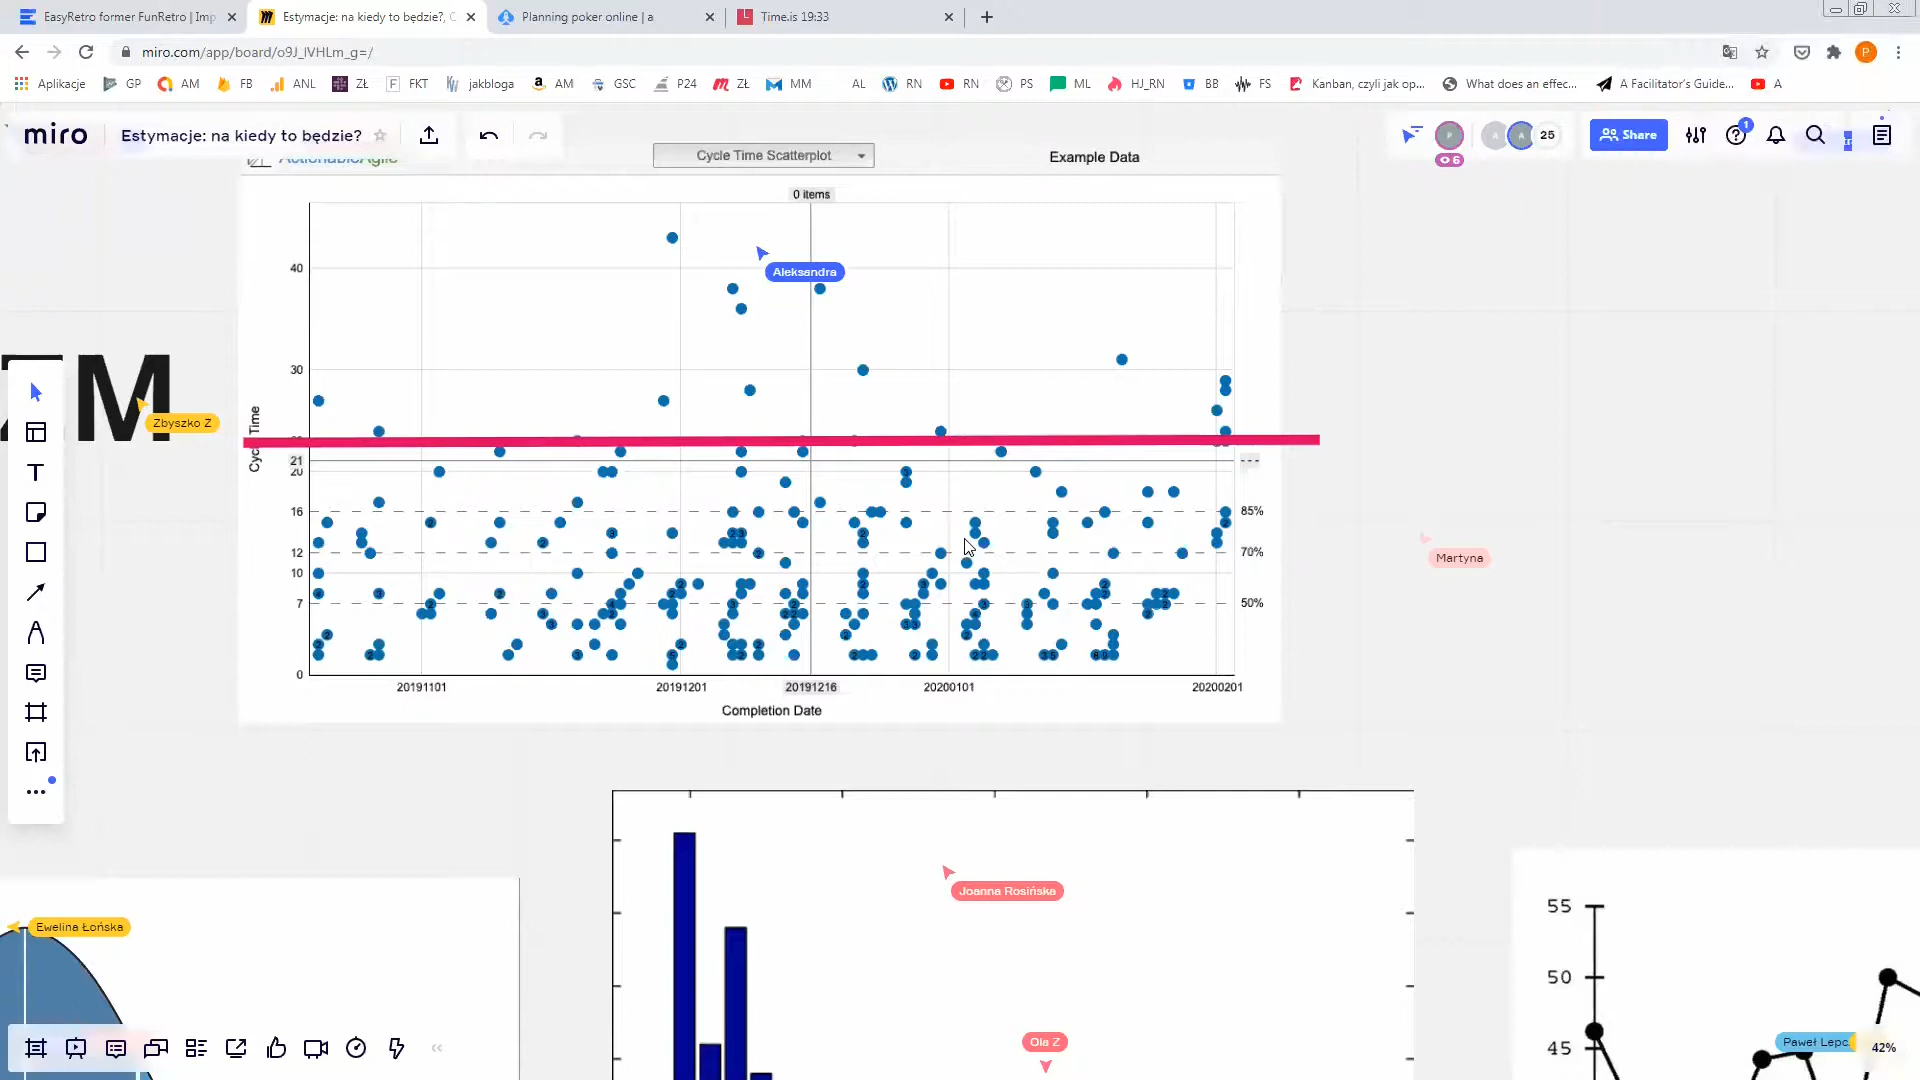 EasyRetro former FunRetro | Imp
Estymacje: na kiedy to będzie?, C
Planning poker online | a
Time.is 19:33
miro.com/app/board/o9J_lVHLm_g=/
Aplikacje GP AM FB ANL ZŁ FKT jakbloga AM GSC P24 ZŁ MM AL RN RN PS ML HJ_RN BB FS Kanban, czyli jak op... What does an effec... A Facilitator's Guide... A
miro Estymacje: na kiedy to będzie? 25 Share 1
6
ActionableAgile Cycle Time Scatterplot Example Data
0 items
40
Aleksandra
30
M
Zbyszko Z
Cycle Time
21
20
16 85%
12 70%
10
7 50%
0
20191101 20191201 20191216 20200101 20200201
Completion Date
Martyna
Joanna Rosińska
Ewelina Łońska
55
50
45
Ola Z
Paweł Lepc
42%